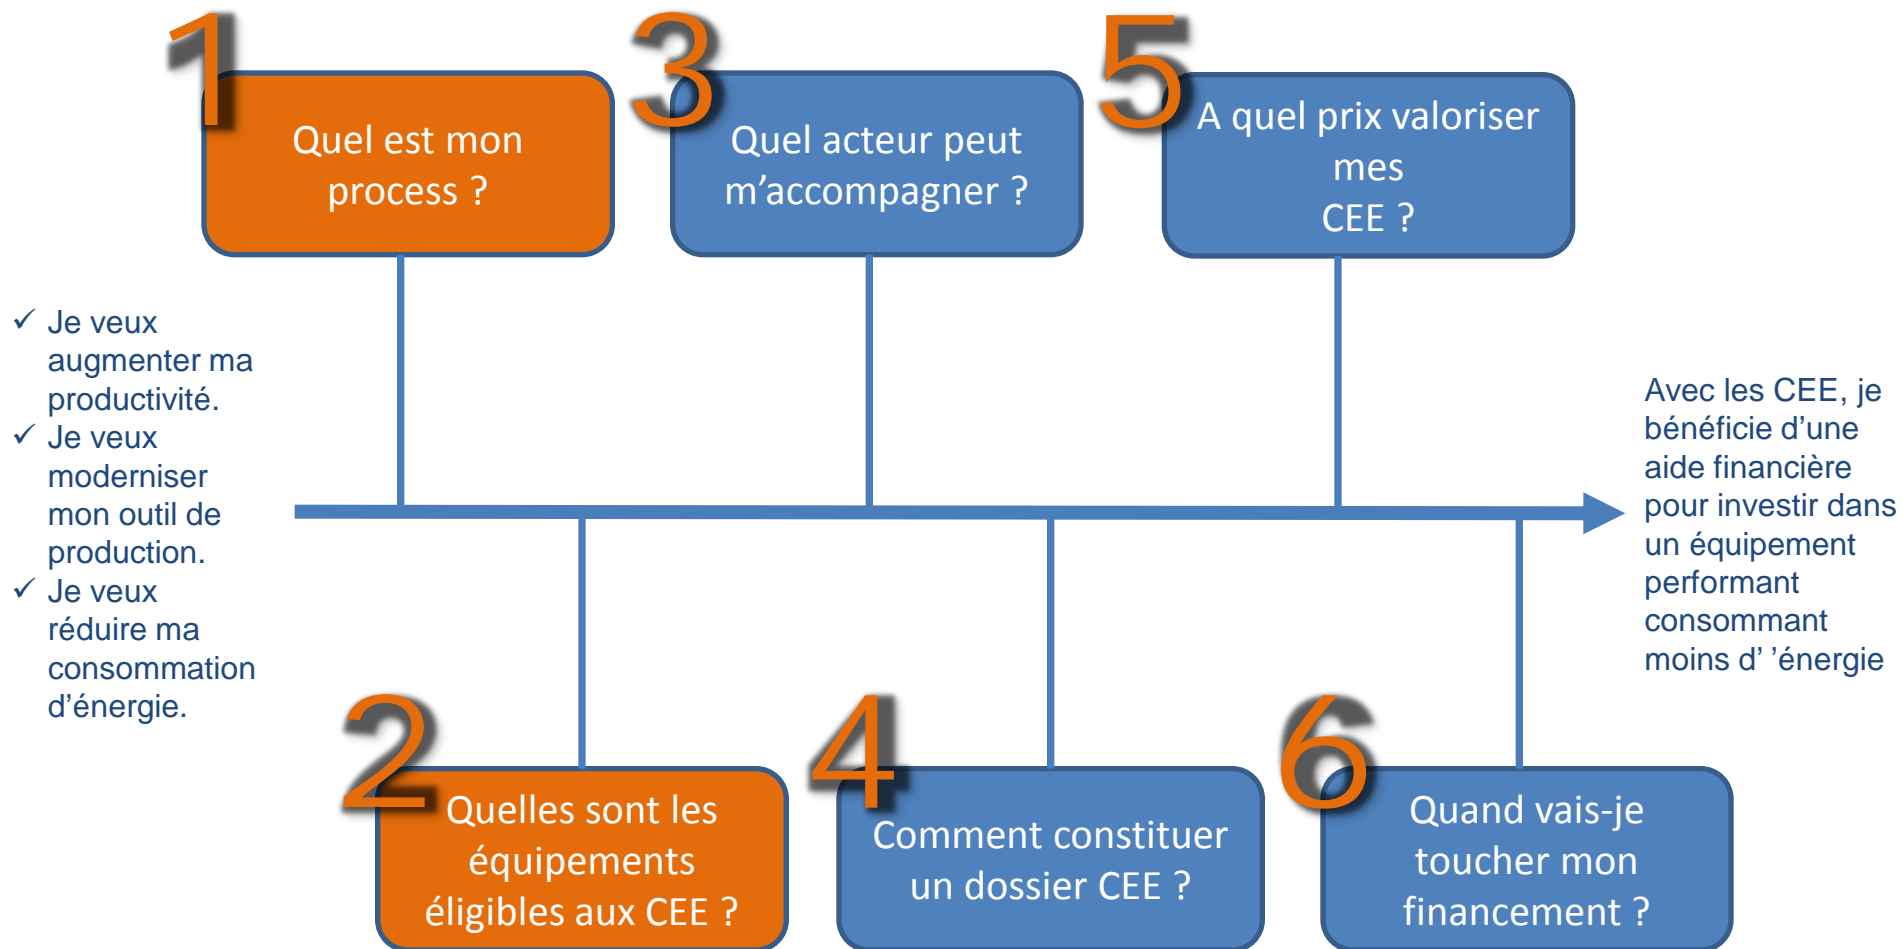 1
Quel est mon
process ?
3
Quel acteur peut
m’accompagner ?
5
A quel prix valoriser
mes
CEE ?
✓ Je veux
augmenter ma
productivité.
✓ Je veux
moderniser
mon outil de
production.
✓ Je veux
réduire ma
consommation
d’énergie.
Avec les CEE, je
bénéficie d’une
aide financière
pour investir dans
un équipement
performant
consommant
moins d’ ’énergie
2
Quelles sont les
équipements
éligibles aux CEE ?
4
Comment constituer
un dossier CEE ?
6
Quand vais-je
toucher mon
financement ?